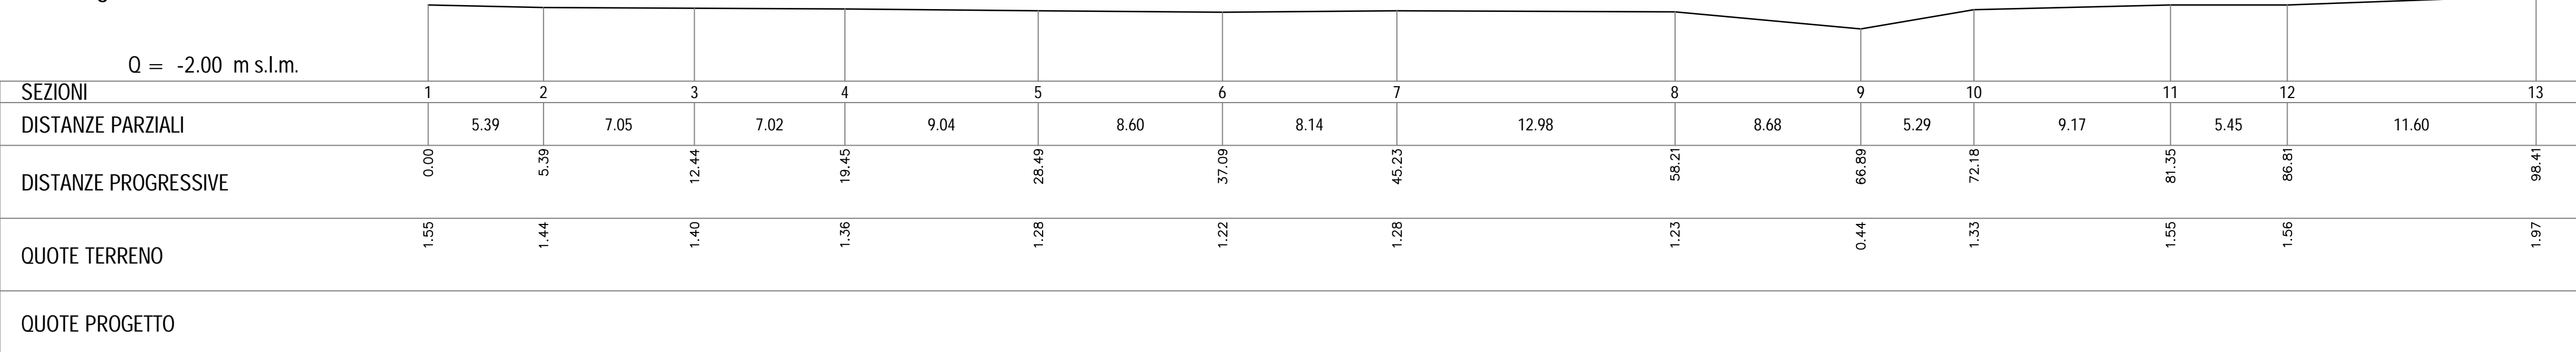 Q = -2.00 m s.l.m.
SEZIONI 1 2 3 4 5 6 7 8 9 10 11 12 13
DISTANZE PARZIALI 5.39 7.05 7.02 9.04 8.60 8.14 12.98 8.68 5.29 9.17 5.45 11.60
DISTANZE PROGRESSIVE 0.00 5.39 12.44 19.45 28.49 37.09 45.23 58.21 66.89 72.18 81.35 86.81 98.41
QUOTE TERRENO 1.55 1.44 1.40 1.36 1.28 1.22 1.28 1.23 0.44 1.33 1.55 1.56 1.97
QUOTE PROGETTO